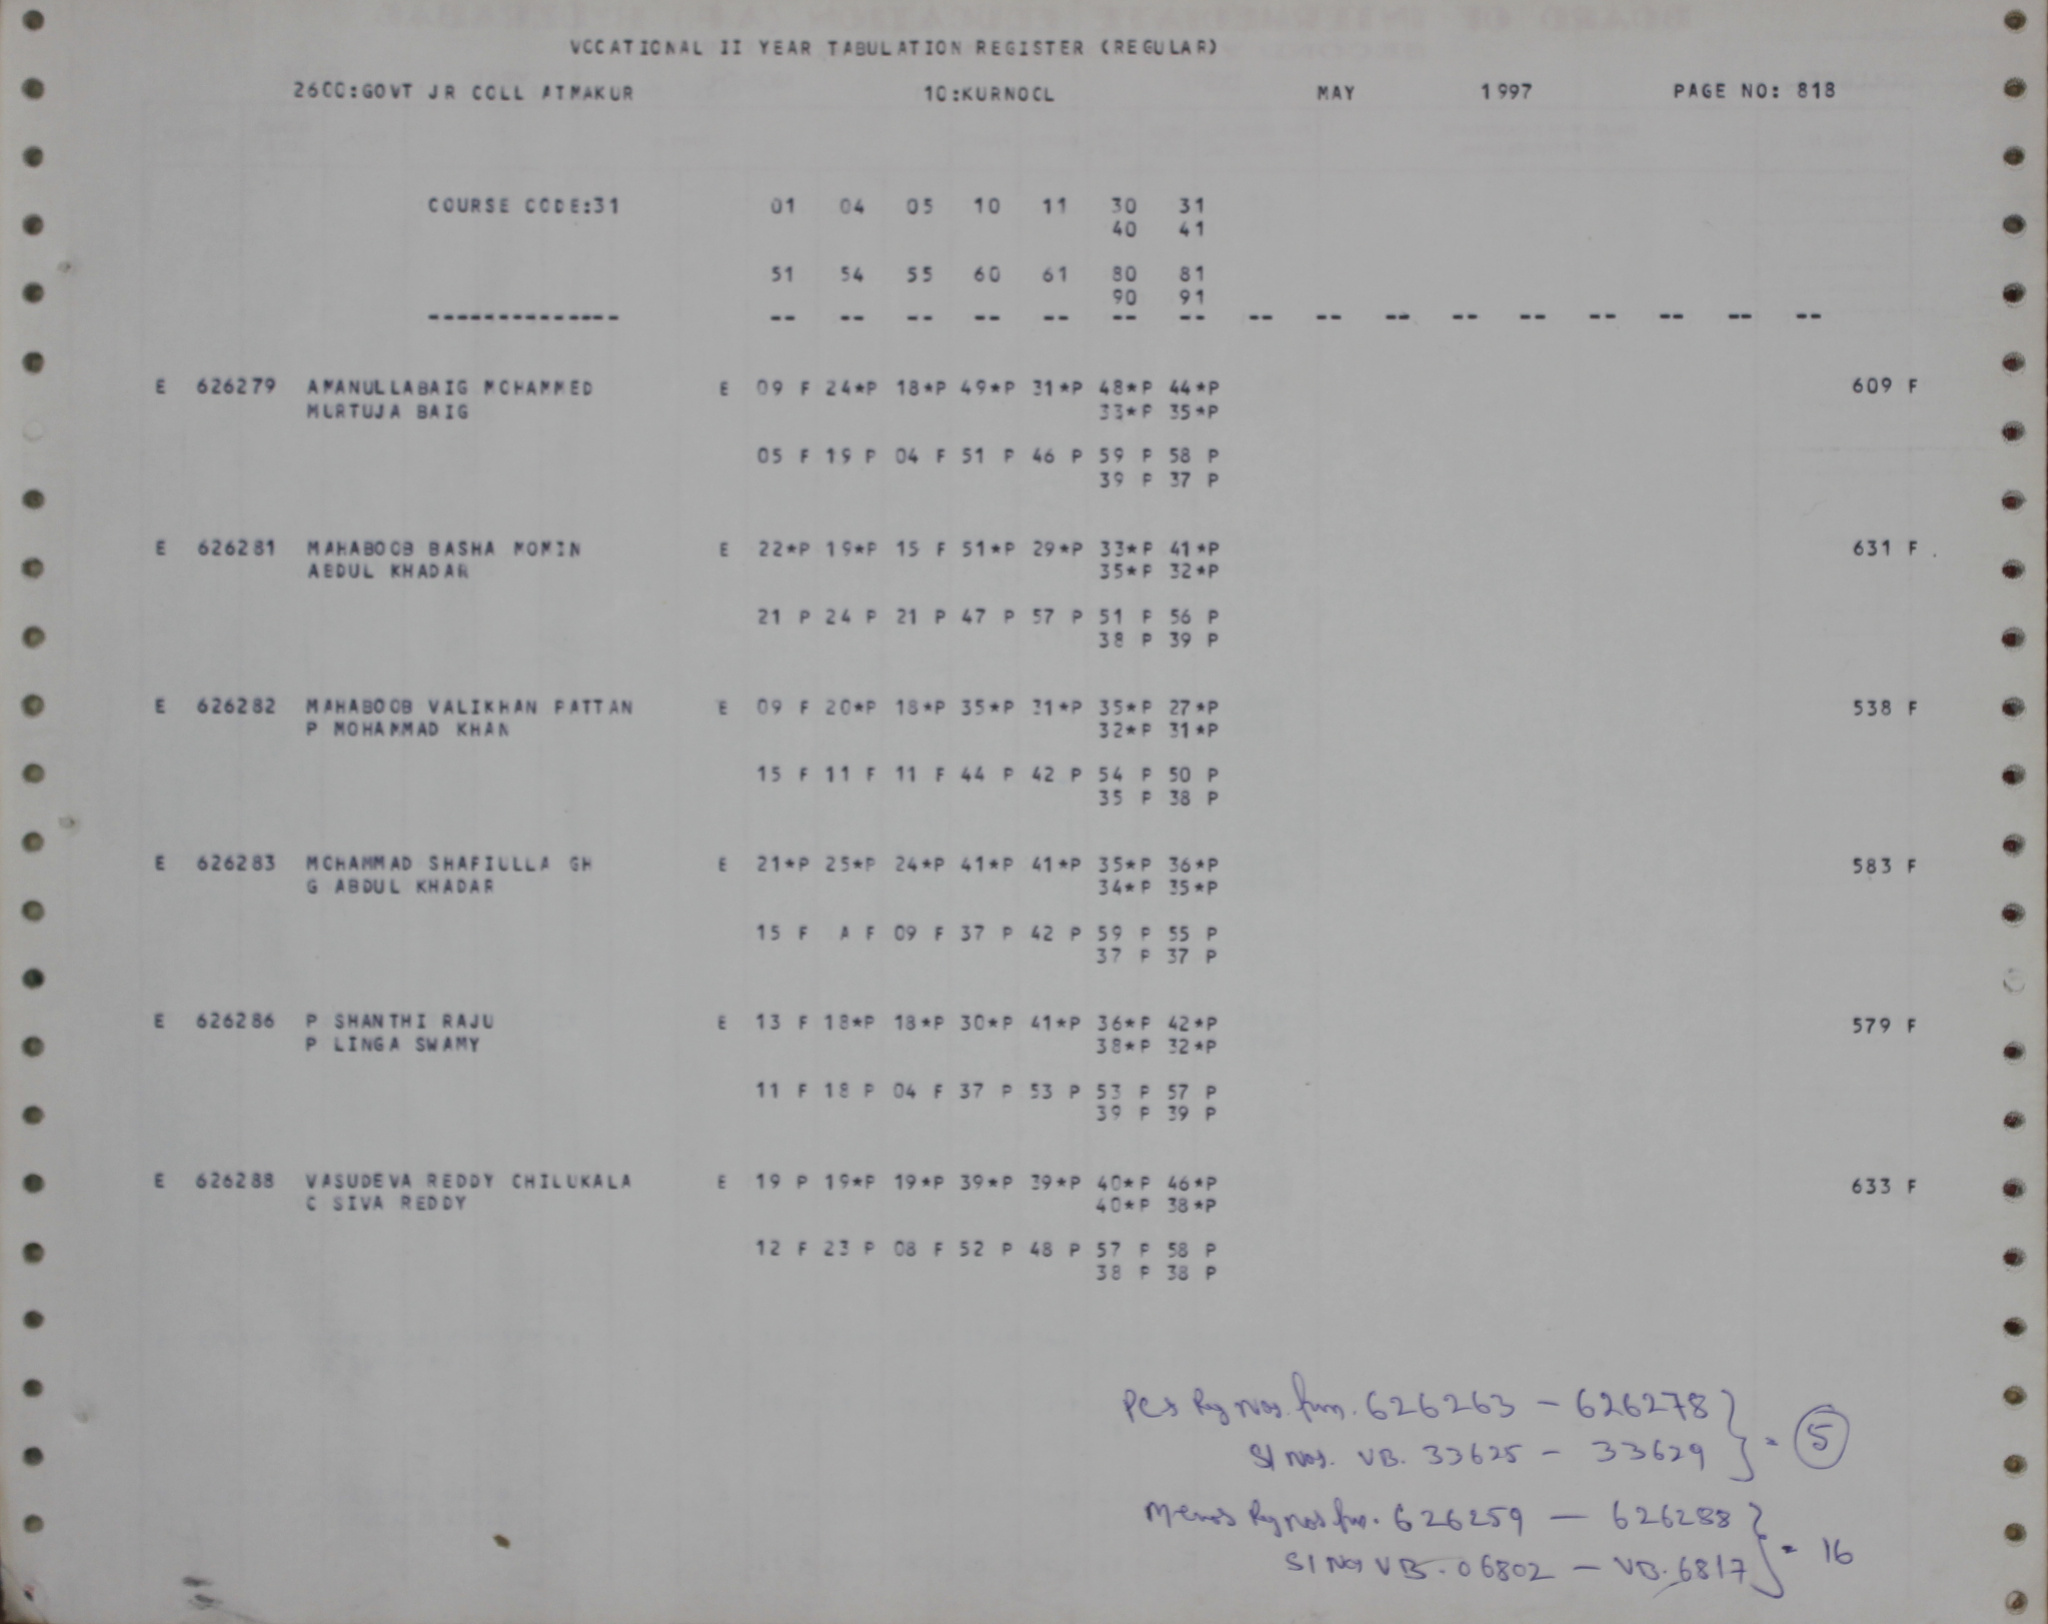 VOCATIONAL II YEAR TABULATION REGISTER (REGULAR)
2600:GOVT JR COLL ATMAKUR 10:KURNOOL MAY 1997 PAGE NO: 818
COURSE CODE:31 01 04 05 10 11 30 31
40 41
51 54 55 60 61 80 81
90 91
-------------- -- -- -- -- -- -- -- -- -- -- -- -- -- -- -- --
E 626279 AMANULLABAIG MOHAMMED E 09 F 24*P 18*P 49*P 31*P 48*P 44*P 609 F
MURTUJA BAIG 33*P 35*P
05 F 19 P 04 F 51 P 46 P 59 P 58 P
39 P 37 P
E 626281 MAHABOOB BASHA MOMIN E 22*P 19*P 15 F 51*P 29*P 33*P 41*P 631 F
ABDUL KHADAR 35*P 32*P
21 P 24 P 21 P 47 P 57 P 51 P 56 P
38 P 39 P
E 626282 MAHABOOB VALIKHAN PATTAN E 09 F 20*P 18*P 35*P 31*P 35*P 27*P 538 F
P MOHAMMAD KHAN 32*P 31*P
15 F 11 F 11 F 44 P 42 P 54 P 50 P
35 P 38 P
E 626283 MOHAMMAD SHAFIULLA GH E 21*P 25*P 24*P 41*P 41*P 35*P 36*P 583 F
G ABDUL KHADAR 34*P 35*P
15 F A F 09 F 37 P 42 P 59 P 55 P
37 P 37 P
E 626286 P SHANTHI RAJU E 13 F 18*P 18*P 30*P 41*P 36*P 42*P 579 F
P LINGA SWAMY 38*P 32*P
11 F 18 P 04 F 37 P 53 P 53 P 57 P
39 P 39 P
E 626288 VASUDEVA REDDY CHILUKALA E 19 P 19*P 19*P 39*P 39*P 40*P 46*P 633 F
C SIVA REDDY 40*P 38*P
12 F 23 P 08 F 52 P 48 P 57 P 58 P
38 P 38 P
Pcs Rg Nos. from. 626263 - 626278
Sl Nos. VB. 33625 - 33629 = 5
Memos Rg Nos from. 626259 - 626288
Sl Nos VB. 06802 - VB. 6817 = 16